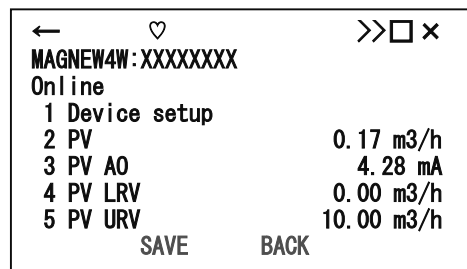 ← ♡ >>□ ×
MAGNEW4W:XXXXXXXX
Online
1 Device setup
2 PV 0.17 m3/h
3 PV AO 4.28 mA
4 PV LRV 0.00 m3/h
5 PV URV 10.00 m3/h
SAVE BACK